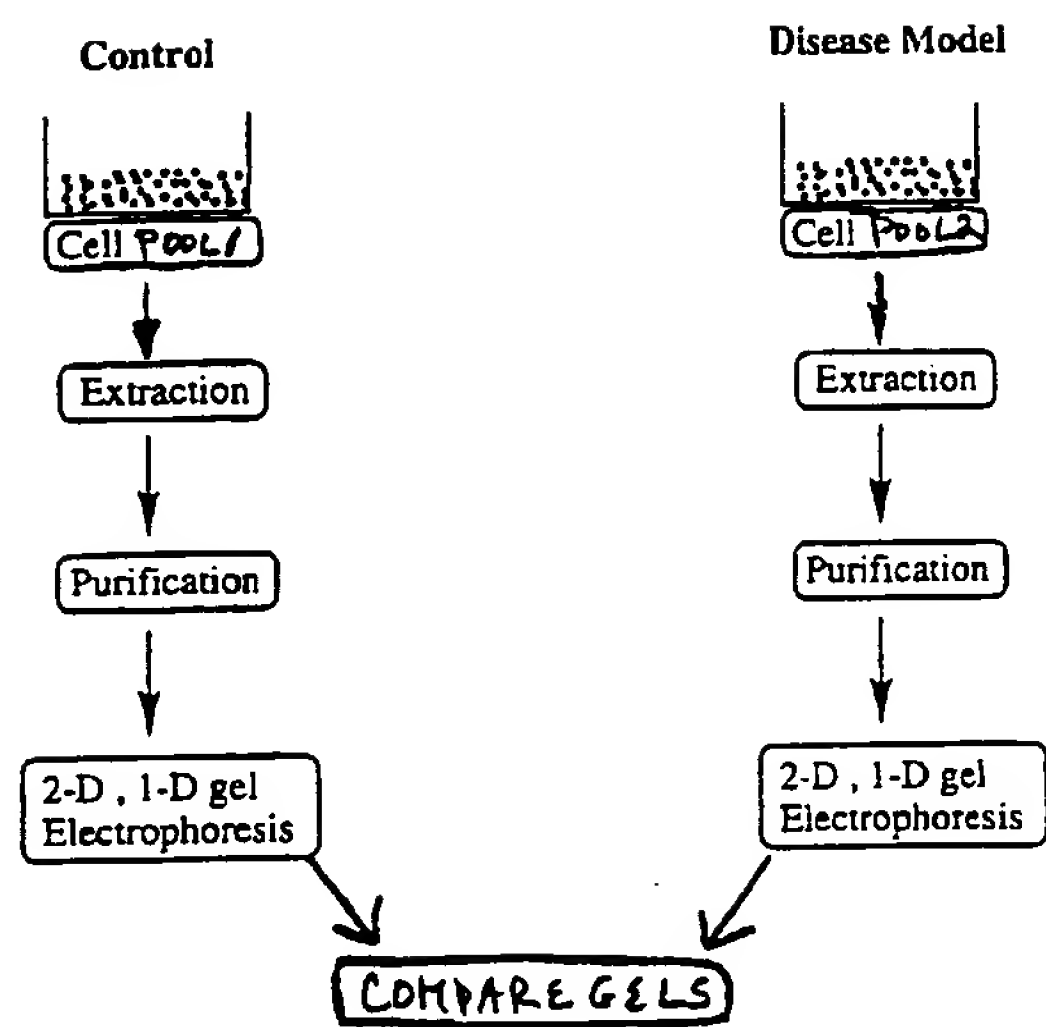 Control
Cell POOL1
Extraction
Purification
2-D , 1-D gel
Electrophoresis
Disease Model
Cell POOL2
Extraction
Purification
2-D , 1-D gel
Electrophoresis
COMPARE GELS